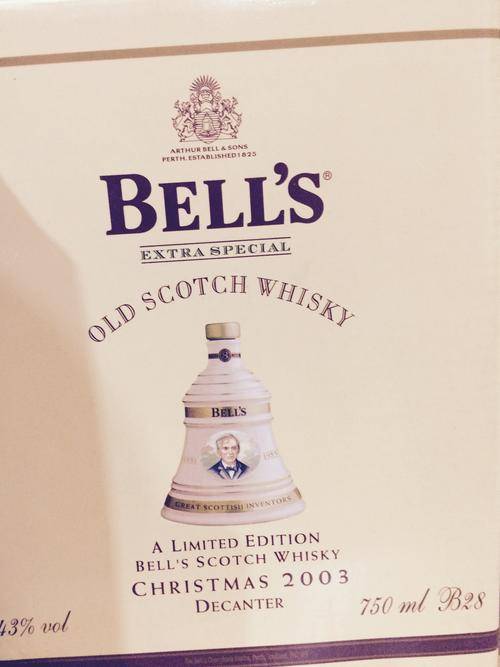 ARTHUR BELL & SONS
PERTH. ESTABLISHED 1825
BELL'S®
EXTRA SPECIAL
OLD SCOTCH WHISKY
8
BELL'S
GREAT SCOTTISH INVENTORS
A LIMITED EDITION
BELL'S SCOTCH WHISKY
CHRISTMAS 2003
DECANTER
43% vol
750 ml B28